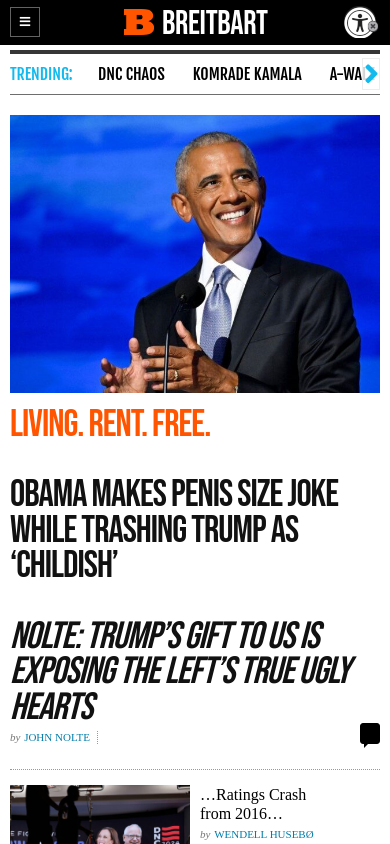 BREITBART
TRENDING: DNC CHAOS KOMRADE KAMALA A-WA
LIVING. RENT. FREE.
OBAMA MAKES PENIS SIZE JOKE
WHILE TRASHING TRUMP AS
‘CHILDISH’
NOLTE: TRUMP’S GIFT TO US IS
EXPOSING THE LEFT’S TRUE UGLY
HEARTS
by JOHN NOLTE
…Ratings Crash
from 2016…
by WENDELL HUSEBØ